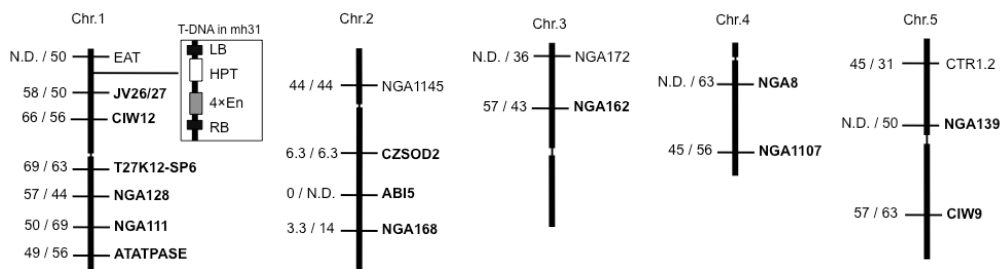 Chr.1
N.D. / 50 EAT
58 / 50 JV26/27
66 / 56 CIW12
69 / 63 T27K12-SP6
57 / 44 NGA128
50 / 69 NGA111
49 / 56 ATATPASE
T-DNA in mh31
LB
HPT
4×En
RB
Chr.2
44 / 44 NGA1145
6.3 / 6.3 CZSOD2
0 / N.D. ABI5
3.3 / 14 NGA168
Chr.3
N.D. / 36 NGA172
57 / 43 NGA162
Chr.4
N.D. / 63 NGA8
45 / 56 NGA1107
Chr.5
45 / 31 CTR1.2
N.D. / 50 NGA139
57 / 63 CIW9